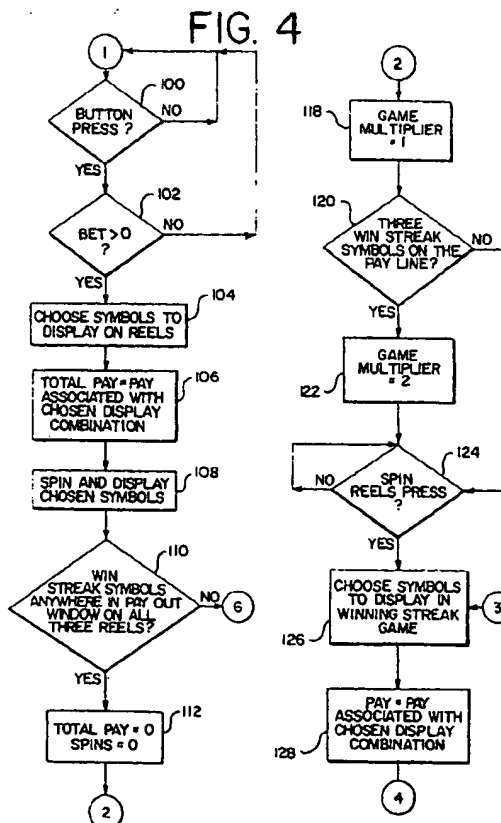 FIG. 4
1
100
BUTTON
PRESS ?
NO
YES
102
BET > 0
?
NO
YES
104
CHOOSE SYMBOLS TO
DISPLAY ON REELS
106
TOTAL PAY = PAY
ASSOCIATED WITH
CHOSEN DISPLAY
COMBINATION
108
SPIN AND DISPLAY
CHOSEN SYMBOLS
110
WIN
STREAK SYMBOLS
ANYWHERE IN PAY OUT
WINDOW ON ALL
THREE REELS?
NO
6
YES
112
TOTAL PAY = 0
SPINS = 0
2
2
118
GAME
MULTIPLIER
= 1
120
THREE
WIN STREAK
SYMBOLS ON THE
PAY LINE?
NO
YES
GAME
MULTIPLIER
= 2
122
124
SPIN
REELS PRESS
?
NO
YES
CHOOSE SYMBOLS
TO DISPLAY IN
WINNING STREAK
GAME
126
3
PAY = PAY
ASSOCIATED WITH
CHOSEN DISPLAY
COMBINATION
128
4